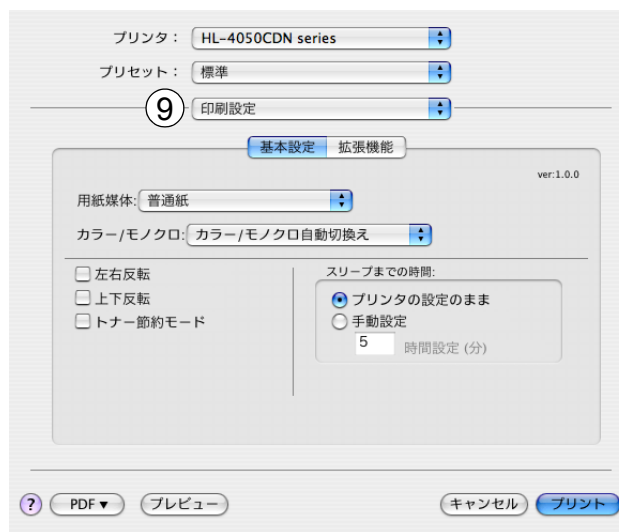 プリンタ： HL-4050CDN series
プリセット： 標準
⑨ 印刷設定
基本設定 拡張機能
ver:1.0.0
用紙媒体: 普通紙
カラー/モノクロ: カラー/モノクロ自動切換え
左右反転
上下反転
トナー節約モード
スリープまでの時間:
プリンタの設定のまま
手動設定
5 時間設定 (分)
? PDF▼ プレビュー キャンセル プリント